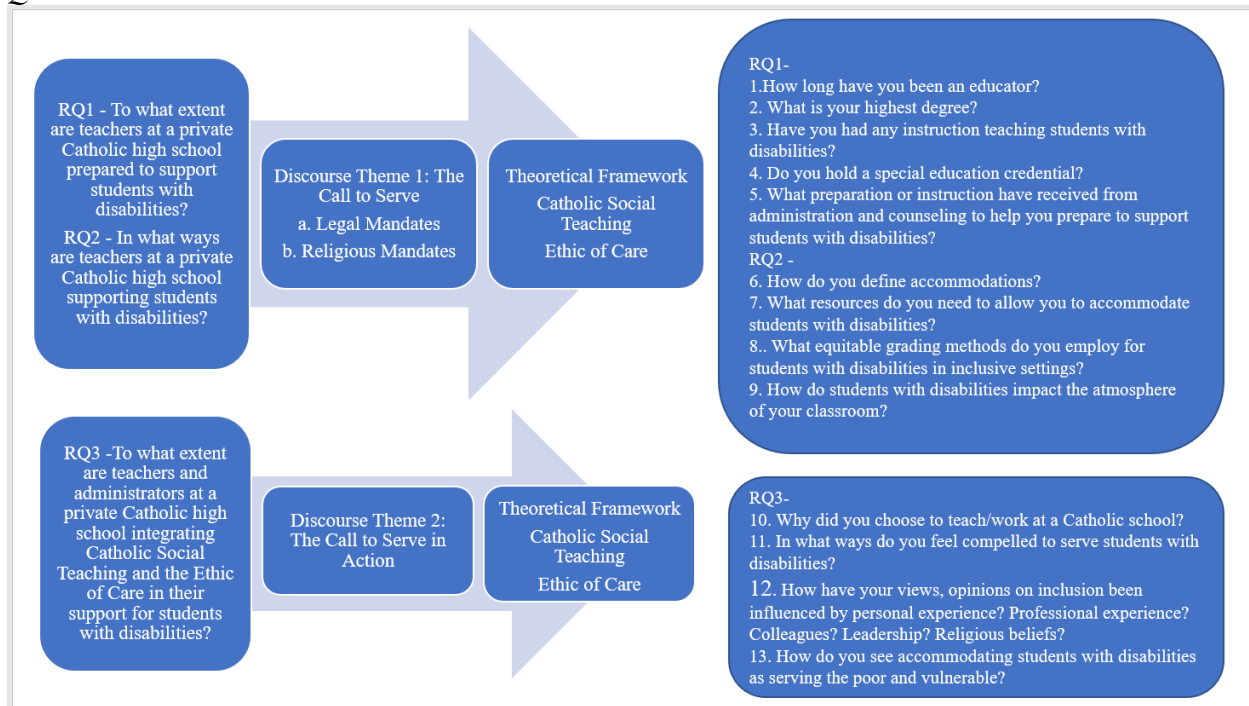 RQ1 - To what extent
are teachers at a private
Catholic high school
prepared to support
students with
disabilities?
RQ2 - In what ways
are teachers at a private
Catholic high school
supporting students
with disabilities?
Discourse Theme 1: The
Call to Serve
a. Legal Mandates
b. Religious Mandates
Theoretical Framework
Catholic Social
Teaching
Ethic of Care
RQ1-
1.How long have you been an educator?
2. What is your highest degree?
3. Have you had any instruction teaching students with
disabilities?
4. Do you hold a special education credential?
5. What preparation or instruction have received from
administration and counseling to help you prepare to support
students with disabilities?
RQ2 -
6. How do you define accommodations?
7. What resources do you need to allow you to accommodate
students with disabilities?
8.. What equitable grading methods do you employ for
students with disabilities in inclusive settings?
9. How do students with disabilities impact the atmosphere
of your classroom?
RQ3 -To what extent
are teachers and
administrators at a
private Catholic high
school integrating
Catholic Social
Teaching and the Ethic
of Care in their
support for students
with disabilities?
Discourse Theme 2:
The Call to Serve in
Action
Theoretical Framework
Catholic Social
Teaching
Ethic of Care
RQ3-
10. Why did you choose to teach/work at a Catholic school?
11. In what ways do you feel compelled to serve students with
disabilities?
12. How have your views, opinions on inclusion been
influenced by personal experience? Professional experience?
Colleagues? Leadership? Religious beliefs?
13. How do you see accommodating students with disabilities
as serving the poor and vulnerable?